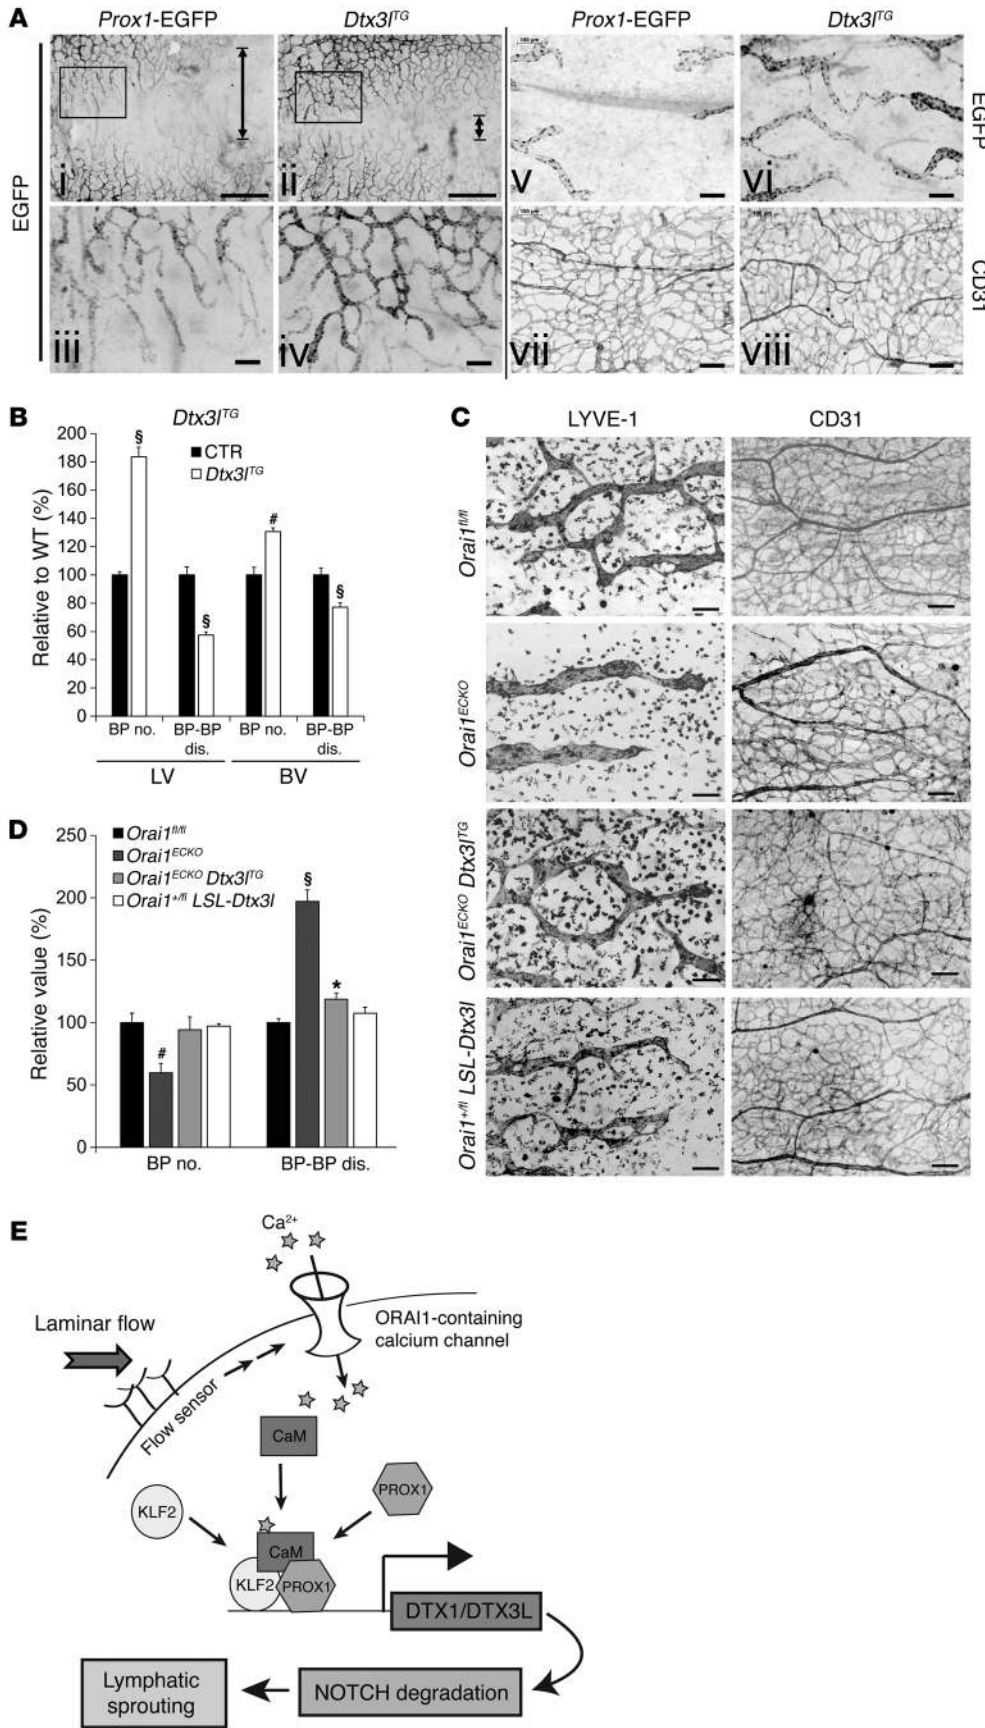 A
Prox1-EGFP
Dtx3l^TG
Prox1-EGFP
Dtx3l^TG
EGFP
i
ii
iii
iv
100 µm
v
vi
EGFP
100 µm
vii
viii
CD31
B
Dtx3l^TG
CTR
Dtx3l^TG
Relative to WT (%)
200
180
160
140
120
100
80
60
40
20
0
§
§
#
§
BP no.
BP-BP dis.
BP no.
BP-BP dis.
LV
BV
C
LYVE-1
CD31
Orai1^fl/fl
Orai1^ECKO
Orai1^ECKO Dtx3l^TG
Orai1^+/fl LSL-Dtx3l
D
Orai1^fl/fl
Orai1^ECKO
Orai1^ECKO Dtx3l^TG
Orai1^+/fl LSL-Dtx3l
Relative value (%)
250
200
150
100
50
0
#
§
*
BP no.
BP-BP dis.
E
Ca²⁺
Laminar flow
Flow sensor
ORAI1-containing
calcium channel
CaM
KLF2
PROX1
CaM
KLF2
PROX1
DTX1/DTX3L
NOTCH degradation
Lymphatic
sprouting